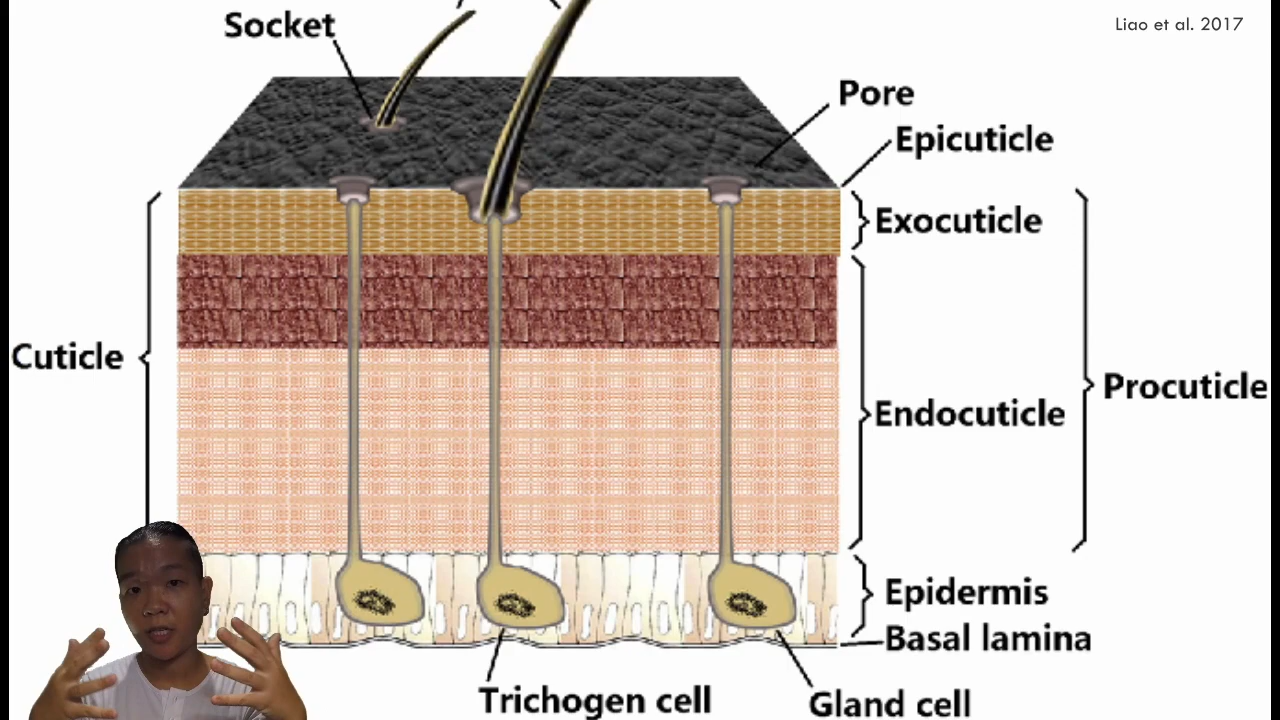 Socket
Liao et al. 2017
Pore
Epicuticle
Exocuticle
Cuticle
Procuticle
Endocuticle
Epidermis
Basal lamina
Trichogen cell
Gland cell